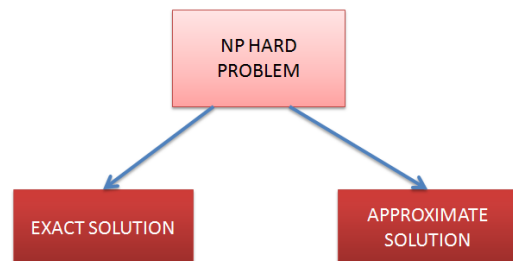 NP HARD
PROBLEM
EXACT SOLUTION
APPROXIMATE
SOLUTION